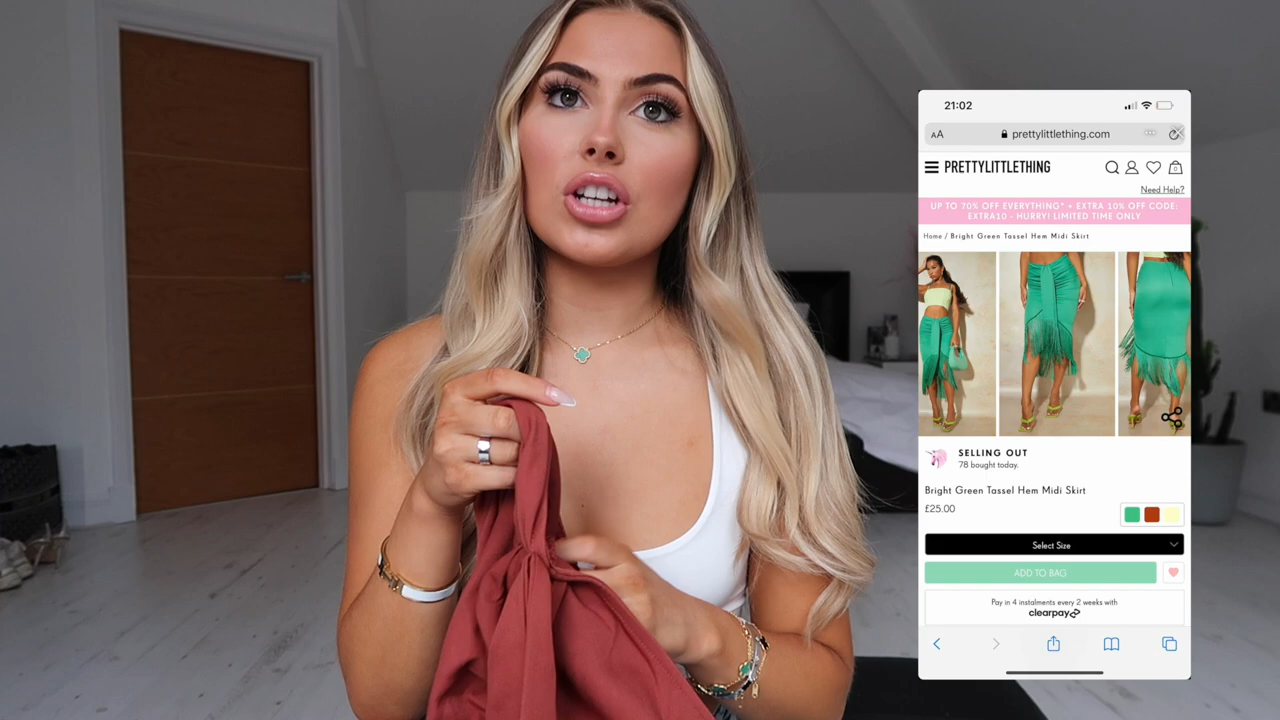 21:02
AA
prettylittlething.com
PRETTYLITTLETHING
0
Need Help?
UP TO 70% OFF EVERYTHING* + EXTRA 10% OFF CODE:
EXTRA10 - HURRY! LIMITED TIME ONLY
Home / Bright Green Tassel Hem Midi Skirt
SELLING OUT
78 bought today.
Bright Green Tassel Hem Midi Skirt
£25.00
Select Size
ADD TO BAG
Pay in 4 instalments every 2 weeks with
clearpay